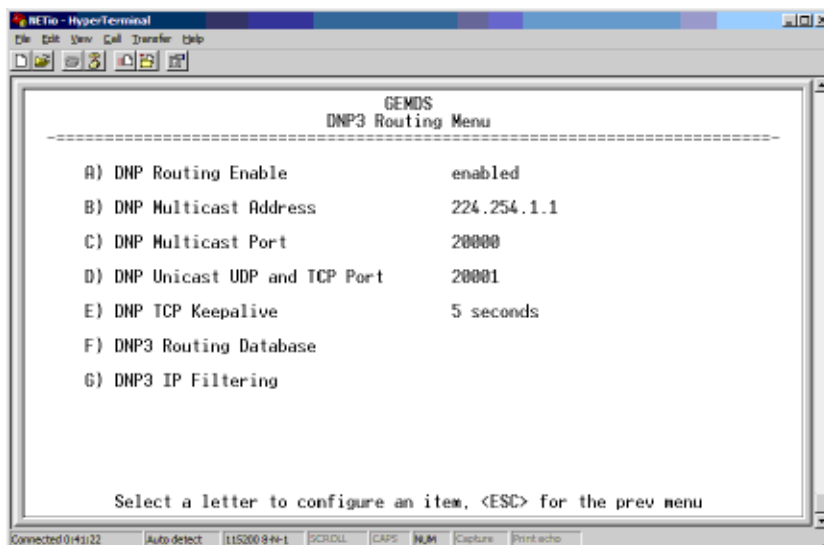 NETio - HyperTerminal
File Edit View Call Transfer Help
GEMDS
DNP3 Routing Menu
-==========================================================================-
A) DNP Routing Enable enabled
B) DNP Multicast Address 224.254.1.1
C) DNP Multicast Port 20000
D) DNP Unicast UDP and TCP Port 20001
E) DNP TCP Keepalive 5 seconds
F) DNP3 Routing Database
G) DNP3 IP Filtering
Select a letter to configure an item, <ESC> for the prev menu
Connected 0:41:22 Auto detect 115200 8-N-1 SCROLL CAPS NUM Capture Print echo